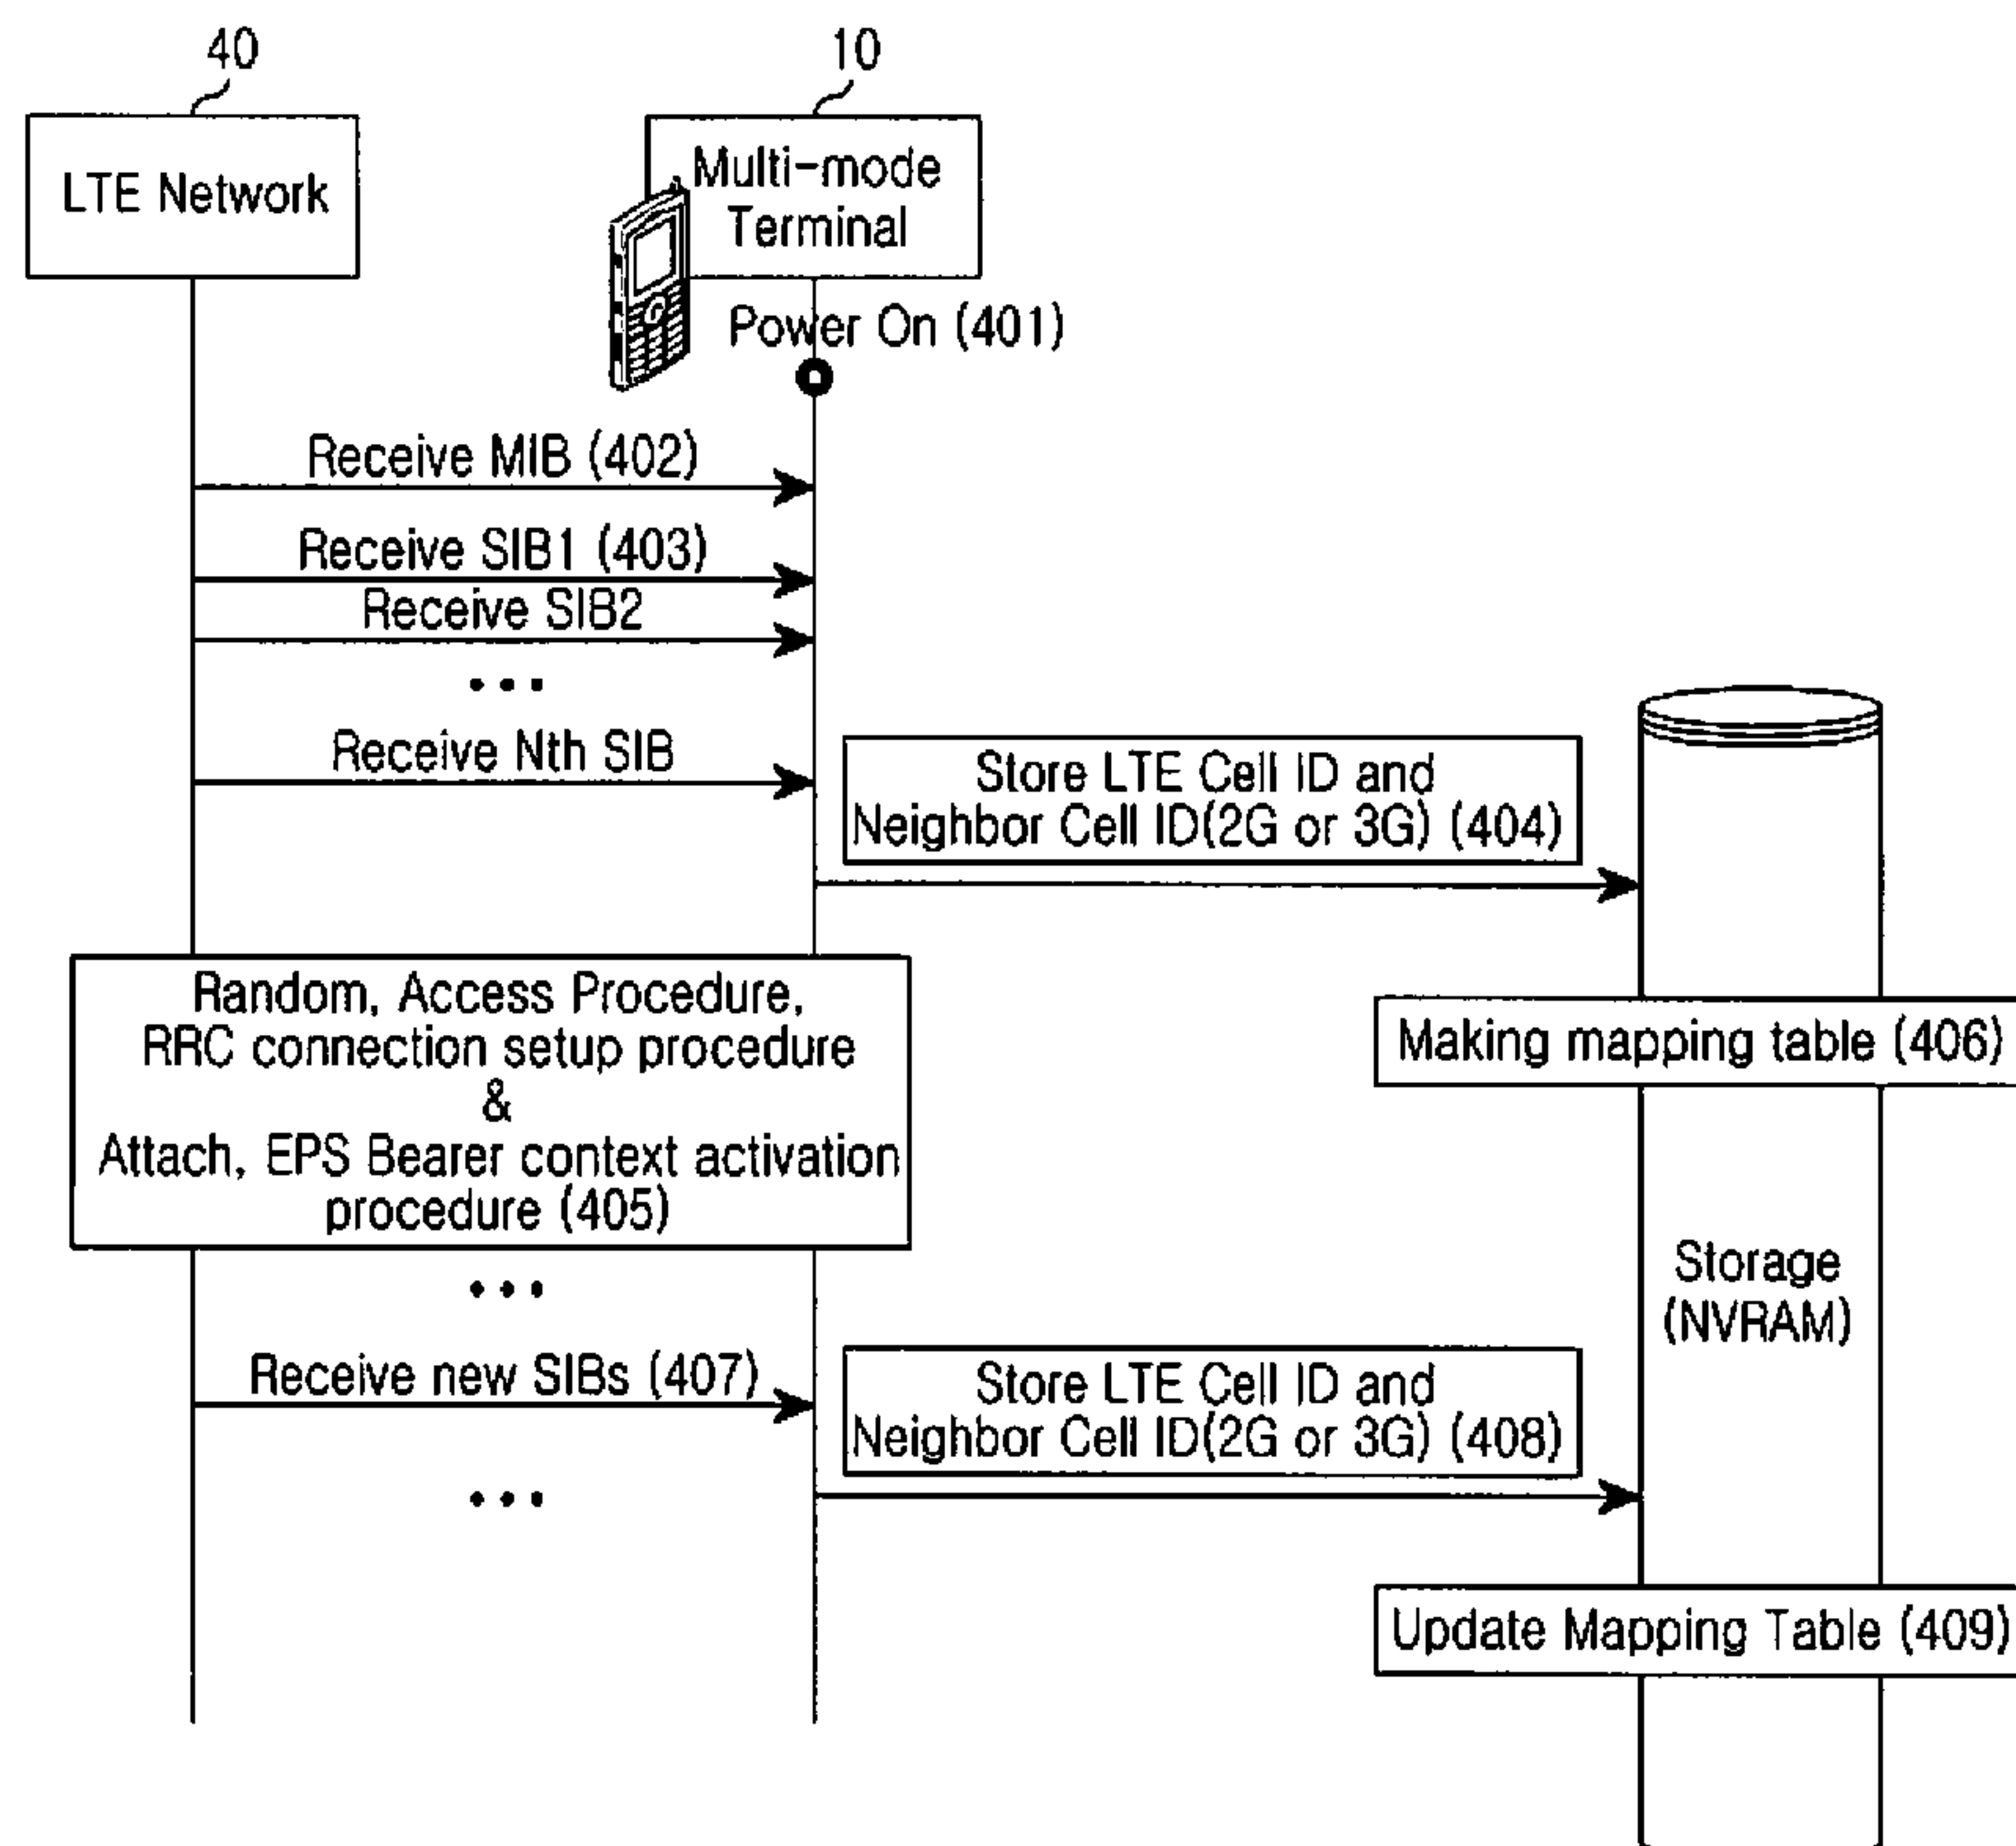 40
10
LTE Network
Multi-mode
Terminal
Power On (401)
Receive MIB (402)
Receive SIB1 (403)
Receive SIB2
• • •
Receive Nth SIB
Store LTE Cell ID and
Neighbor Cell ID(2G or 3G) (404)
Random, Access Procedure,
RRC connection setup procedure
&
Attach, EPS Bearer context activation
procedure (405)
Making mapping table (406)
Storage
(NVRAM)
• • •
Receive new SIBs (407)
Store LTE Cell ID and
Neighbor Cell ID(2G or 3G) (408)
• • •
Update Mapping Table (409)